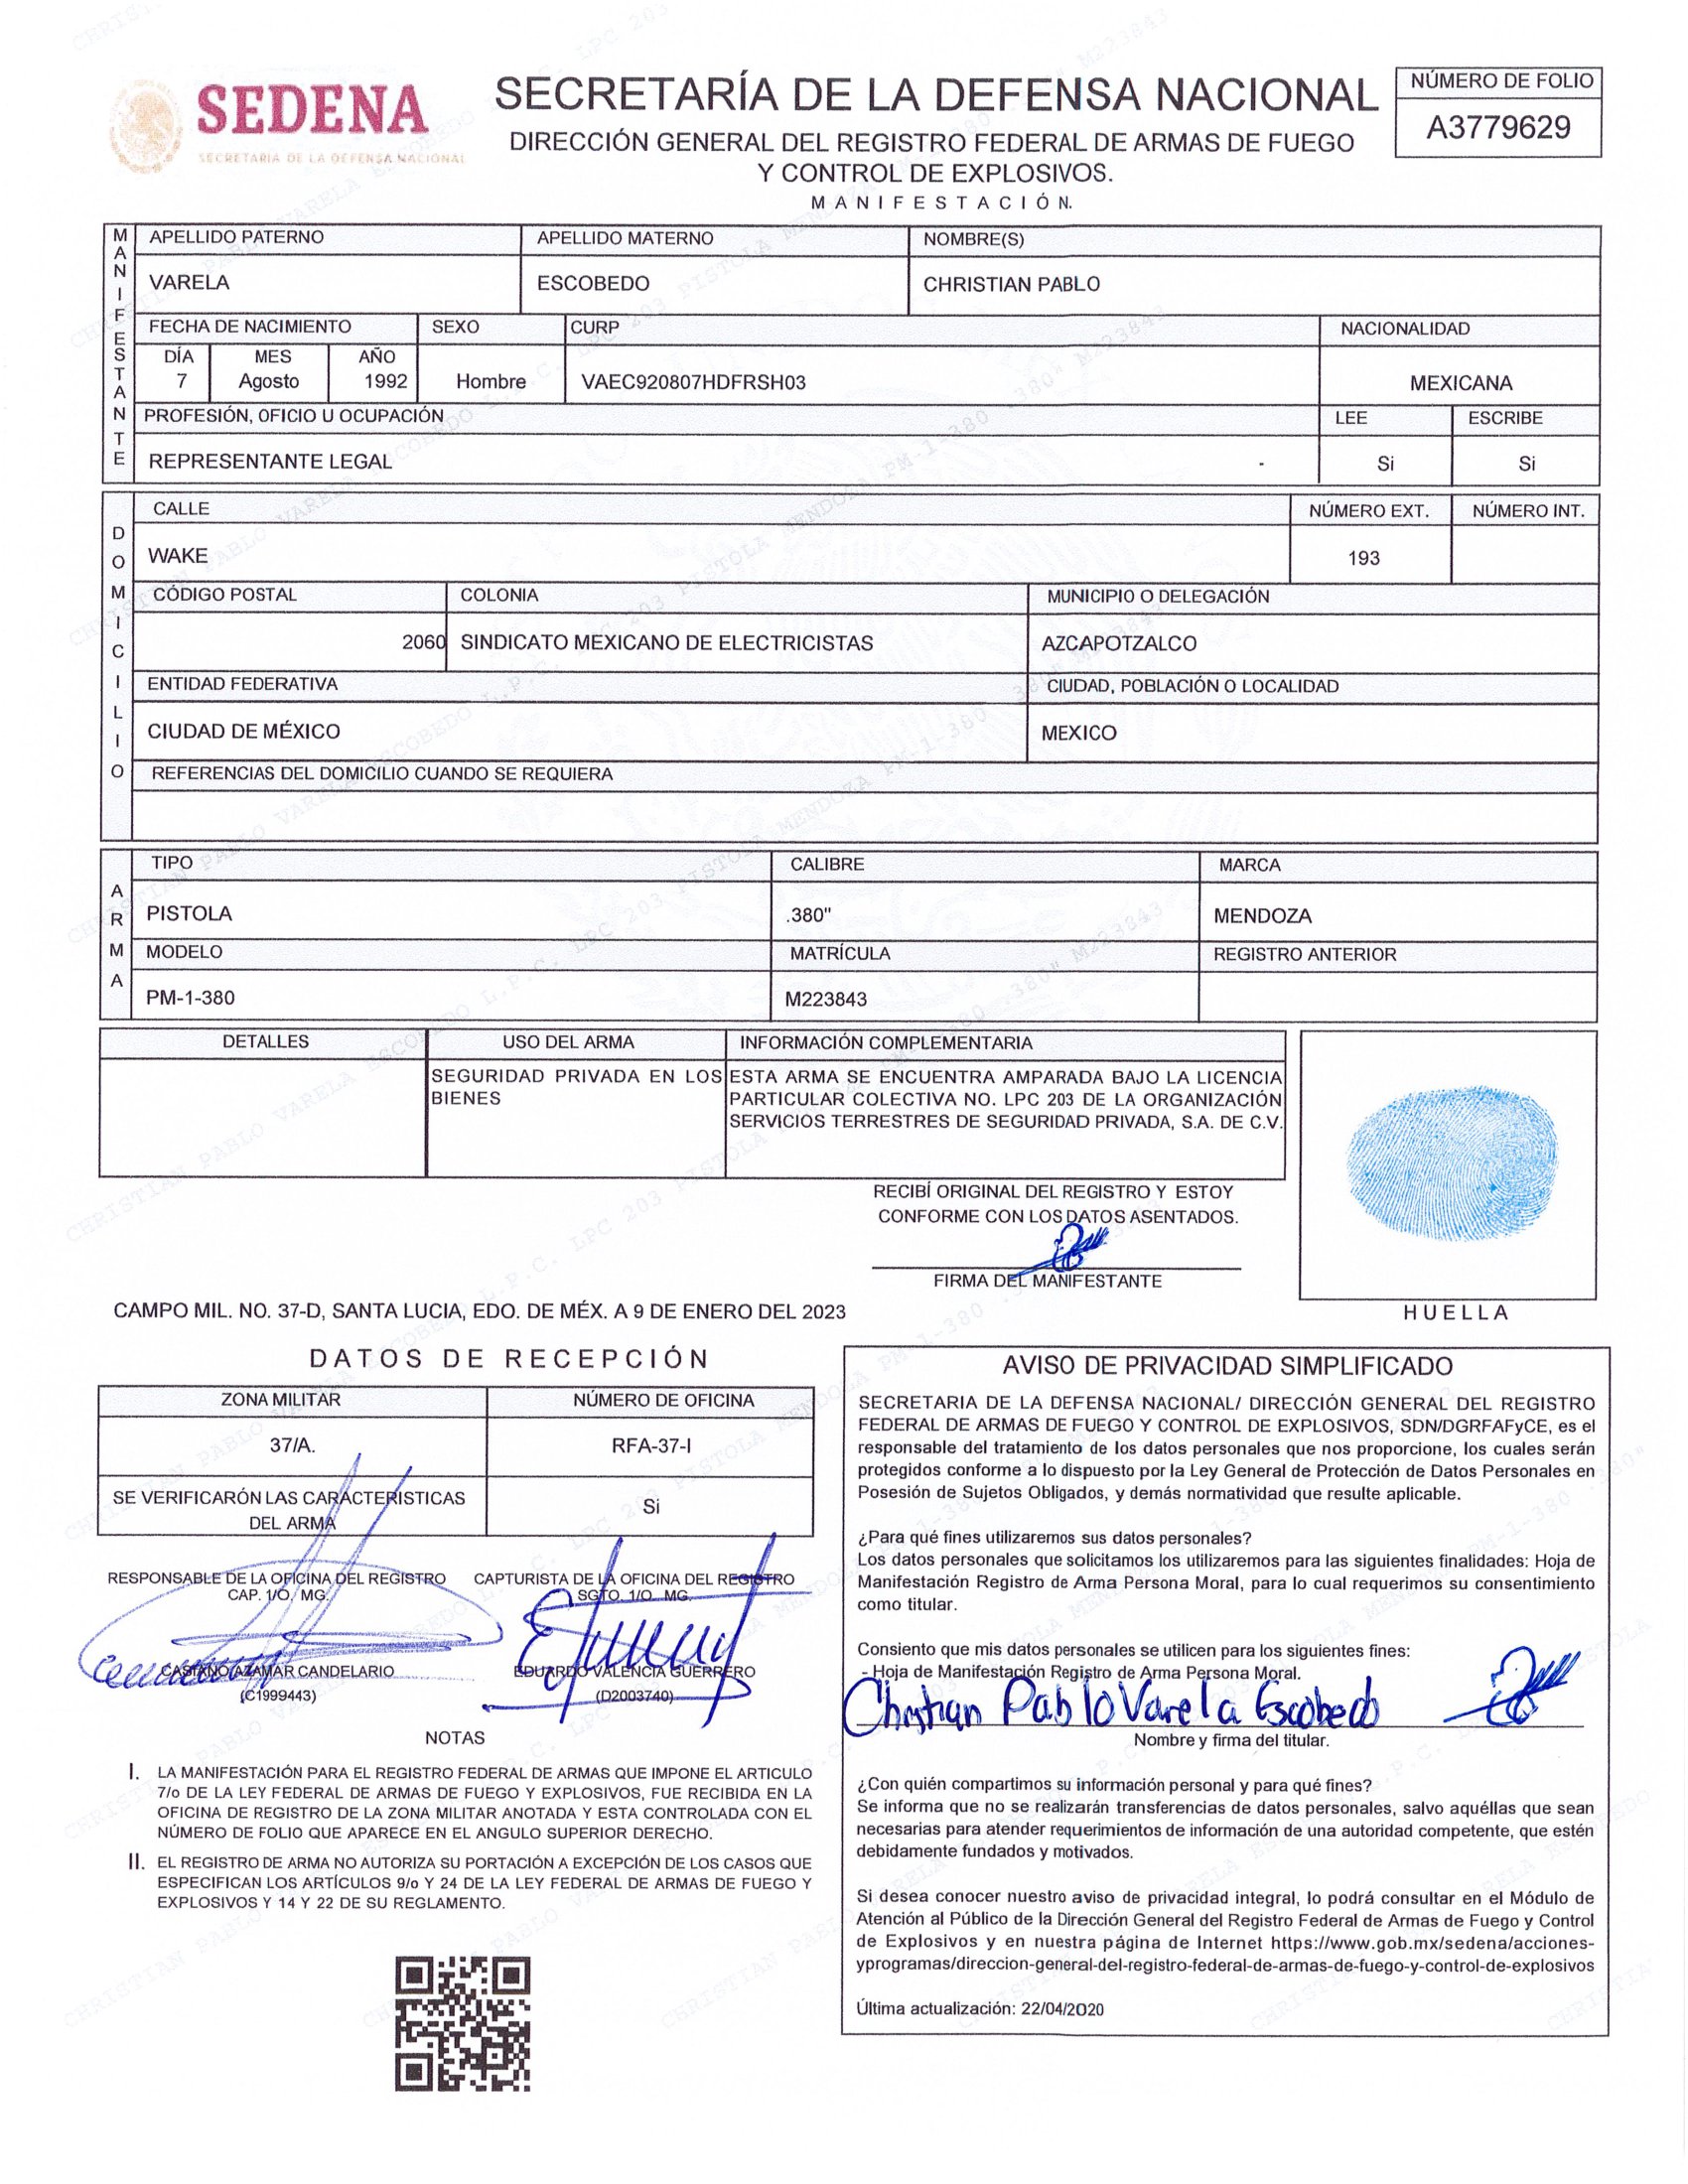 SEDENA
SECRETARÍA DE LA DEFENSA NACIONAL
SECRETARÍA DE LA DEFENSA NACIONAL
DIRECCIÓN GENERAL DEL REGISTRO FEDERAL DE ARMAS DE FUEGO
Y CONTROL DE EXPLOSIVOS.
MANIFESTACIÓN.
NÚMERO DE FOLIO
A3779629
MANIFESTANTE
APELLIDO PATERNO APELLIDO MATERNO NOMBRE(S)
VARELA ESCOBEDO CHRISTIAN PABLO
FECHA DE NACIMIENTO SEXO CURP NACIONALIDAD
DÍA MES AÑO
7 Agosto 1992 Hombre VAEC920807HDFRSH03 MEXICANA
PROFESIÓN, OFICIO U OCUPACIÓN LEE ESCRIBE
REPRESENTANTE LEGAL - Si Si
DOMICILIO
CALLE NÚMERO EXT. NÚMERO INT.
WAKE 193
CÓDIGO POSTAL COLONIA MUNICIPIO O DELEGACIÓN
2060 SINDICATO MEXICANO DE ELECTRICISTAS AZCAPOTZALCO
ENTIDAD FEDERATIVA CIUDAD, POBLACIÓN O LOCALIDAD
CIUDAD DE MÉXICO MEXICO
REFERENCIAS DEL DOMICILIO CUANDO SE REQUIERA
ARMA
TIPO CALIBRE MARCA
PISTOLA .380" MENDOZA
MODELO MATRÍCULA REGISTRO ANTERIOR
PM-1-380 M223843
DETALLES USO DEL ARMA INFORMACIÓN COMPLEMENTARIA
SEGURIDAD PRIVADA EN LOS
BIENES
ESTA ARMA SE ENCUENTRA AMPARADA BAJO LA LICENCIA
PARTICULAR COLECTIVA NO. LPC 203 DE LA ORGANIZACIÓN
SERVICIOS TERRESTRES DE SEGURIDAD PRIVADA, S.A. DE C.V.
RECIBÍ ORIGINAL DEL REGISTRO Y ESTOY
CONFORME CON LOS DATOS ASENTADOS.
FIRMA DEL MANIFESTANTE
HUELLA
CAMPO MIL. NO. 37-D, SANTA LUCIA, EDO. DE MÉX. A 9 DE ENERO DEL 2023
DATOS DE RECEPCIÓN
ZONA MILITAR NÚMERO DE OFICINA
37/A. RFA-37-I
SE VERIFICARÓN LAS CARACTERISTICAS
DEL ARMA
Si
RESPONSABLE DE LA OFICINA DEL REGISTRO
CAP. 1/O. MG.
CASIANO AZAMAR CANDELARIO
(C1999443)
CAPTURISTA DE LA OFICINA DEL REGISTRO
SGTO. 1/O. MG.
EDUARDO VALENCIA GUERRERO
(D2003740)
NOTAS
I. LA MANIFESTACIÓN PARA EL REGISTRO FEDERAL DE ARMAS QUE IMPONE EL ARTICULO
7/o DE LA LEY FEDERAL DE ARMAS DE FUEGO Y EXPLOSIVOS, FUE RECIBIDA EN LA
OFICINA DE REGISTRO DE LA ZONA MILITAR ANOTADA Y ESTA CONTROLADA CON EL
NÚMERO DE FOLIO QUE APARECE EN EL ANGULO SUPERIOR DERECHO.
II. EL REGISTRO DE ARMA NO AUTORIZA SU PORTACIÓN A EXCEPCIÓN DE LOS CASOS QUE
ESPECIFICAN LOS ARTÍCULOS 9/o Y 24 DE LA LEY FEDERAL DE ARMAS DE FUEGO Y
EXPLOSIVOS Y 14 Y 22 DE SU REGLAMENTO.
AVISO DE PRIVACIDAD SIMPLIFICADO
SECRETARIA DE LA DEFENSA NACIONAL/ DIRECCIÓN GENERAL DEL REGISTRO
FEDERAL DE ARMAS DE FUEGO Y CONTROL DE EXPLOSIVOS, SDN/DGRFAFyCE, es el
responsable del tratamiento de los datos personales que nos proporcione, los cuales serán
protegidos conforme a lo dispuesto por la Ley General de Protección de Datos Personales en
Posesión de Sujetos Obligados, y demás normatividad que resulte aplicable.
¿Para qué fines utilizaremos sus datos personales?
Los datos personales que solicitamos los utilizaremos para las siguientes finalidades: Hoja de
Manifestación Registro de Arma Persona Moral, para lo cual requerimos su consentimiento
como titular.
Consiento que mis datos personales se utilicen para los siguientes fines:
- Hoja de Manifestación Registro de Arma Persona Moral.
Christian Pablo Varela Escobedo
Nombre y firma del titular.
¿Con quién compartimos su información personal y para qué fines?
Se informa que no se realizarán transferencias de datos personales, salvo aquéllas que sean
necesarias para atender requerimientos de información de una autoridad competente, que estén
debidamente fundados y motivados.
Si desea conocer nuestro aviso de privacidad integral, lo podrá consultar en el Módulo de
Atención al Público de la Dirección General del Registro Federal de Armas de Fuego y Control
de Explosivos y en nuestra página de Internet https://www.gob.mx/sedena/acciones-
yprogramas/direccion-general-del-registro-federal-de-armas-de-fuego-y-control-de-explosivos
Última actualización: 22/04/2020